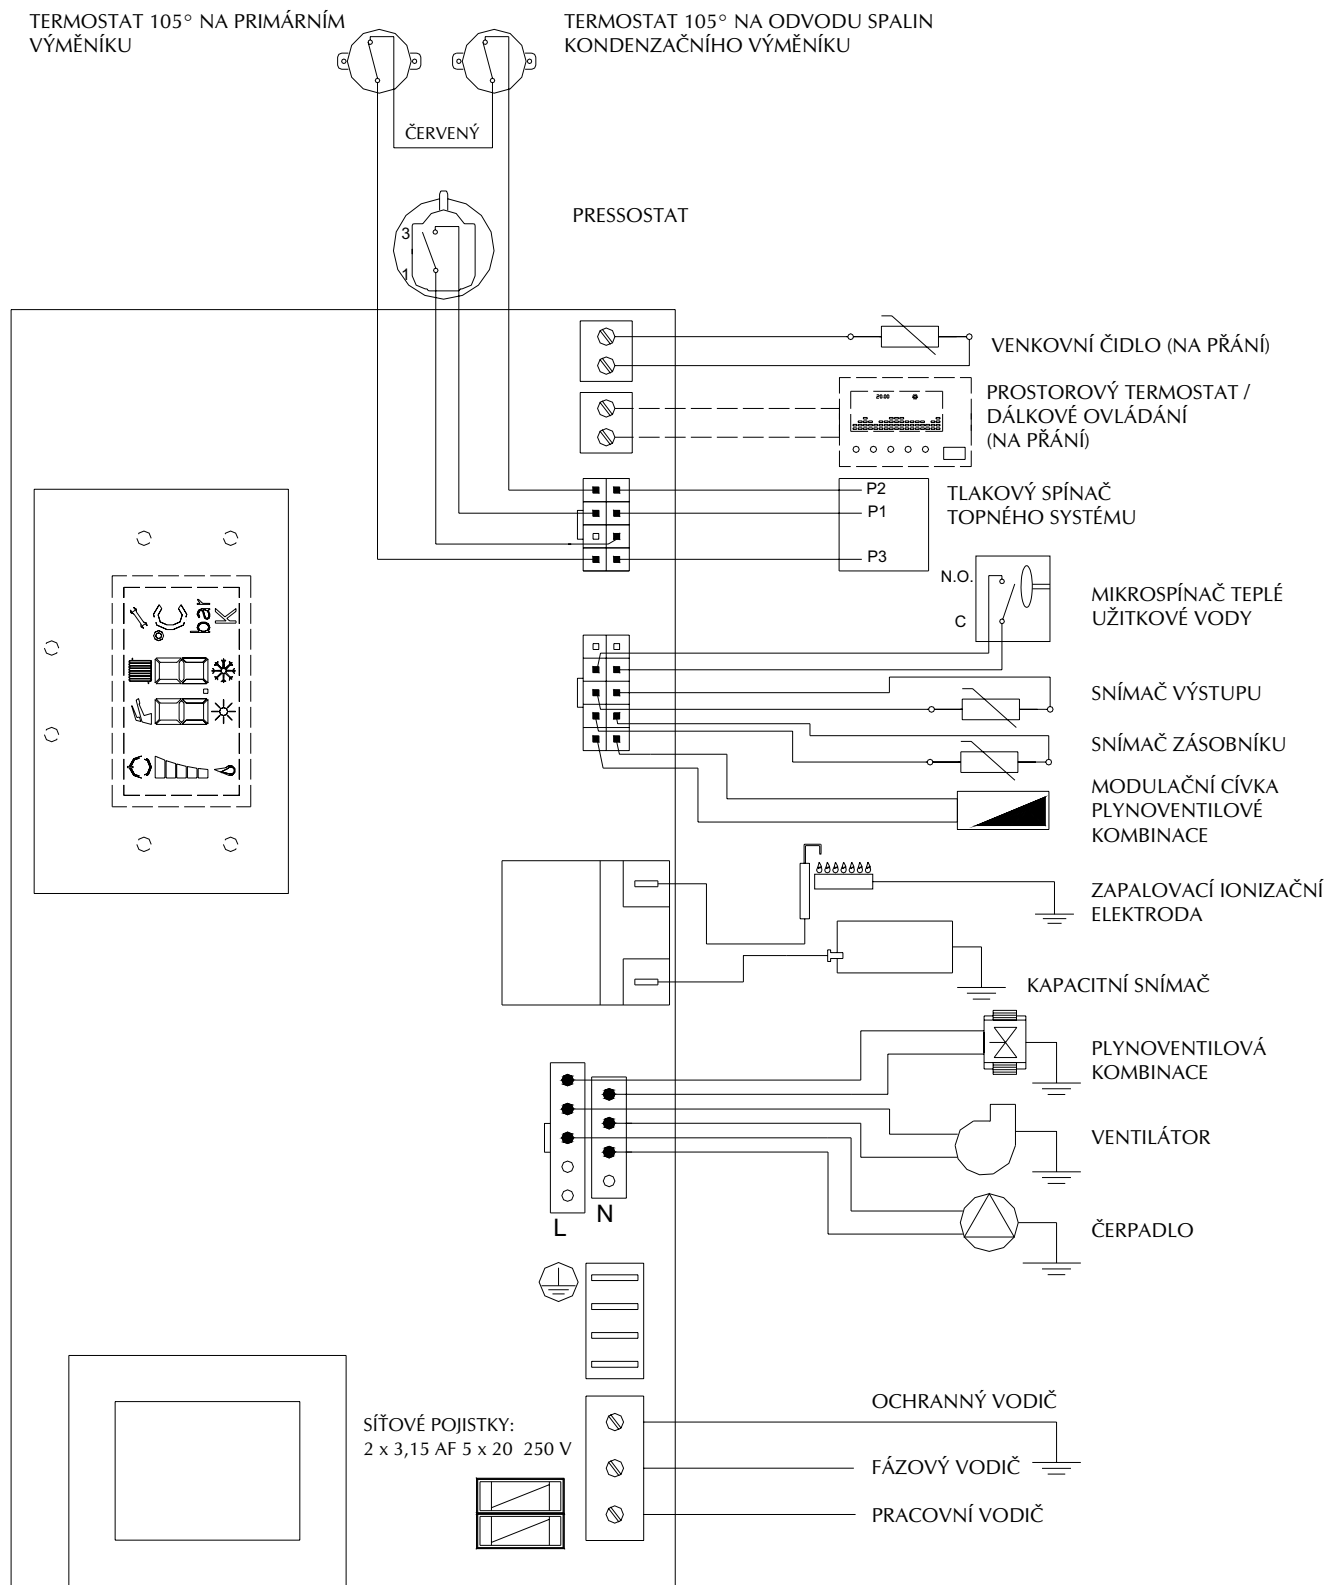 TERMOSTAT 105° NA PRIMÁRNÍM
VÝMĚNÍKU
TERMOSTAT 105° NA ODVODU SPALIN
KONDENZAČNÍHO VÝMĚNÍKU
ČERVENÝ
PRESSOSTAT
3
1
VENKOVNÍ ČIDLO (NA PŘÁNÍ)
PROSTOROVÝ TERMOSTAT /
DÁLKOVÉ OVLÁDÁNÍ
(NA PŘÁNÍ)
P2
P1
P3
TLAKOVÝ SPÍNAČ
TOPNÉHO SYSTÉMU
N.O.
C
MIKROSPÍNAČ TEPLÉ
UŽITKOVÉ VODY
bar
K
SNÍMAČ VÝSTUPU
SNÍMAČ ZÁSOBNÍKU
MODULAČNÍ CÍVKA
PLYNOVENTILOVÉ
KOMBINACE
ZAPALOVACÍ IONIZAČNÍ
ELEKTRODA
KAPACITNÍ SNÍMAČ
PLYNOVENTILOVÁ
KOMBINACE
VENTILÁTOR
L
N
ČERPADLO
OCHRANNÝ VODIČ
SÍŤOVÉ POJISTKY:
2 x 3,15 AF 5 x 20 250 V
FÁZOVÝ VODIČ
PRACOVNÍ VODIČ